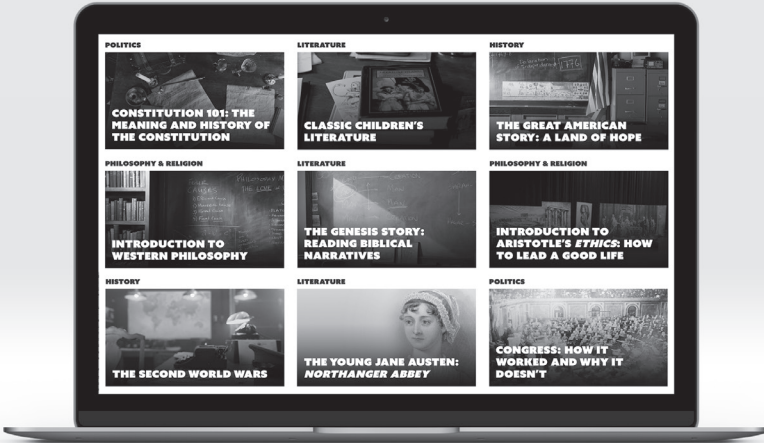 POLITICS
CONSTITUTION 101: THE
MEANING AND HISTORY OF
THE CONSTITUTION
LITERATURE
CLASSIC CHILDREN'S
LITERATURE
HISTORY
1776
THE GREAT AMERICAN
STORY: A LAND OF HOPE
PHILOSOPHY & RELIGION
INTRODUCTION TO
WESTERN PHILOSOPHY
LITERATURE
THE GENESIS STORY:
READING BIBLICAL
NARRATIVES
PHILOSOPHY & RELIGION
INTRODUCTION TO
ARISTOTLE'S ETHICS: HOW
TO LEAD A GOOD LIFE
HISTORY
THE SECOND WORLD WARS
LITERATURE
THE YOUNG JANE AUSTEN:
NORTHANGER ABBEY
POLITICS
CONGRESS: HOW IT
WORKED AND WHY IT
DOESN'T